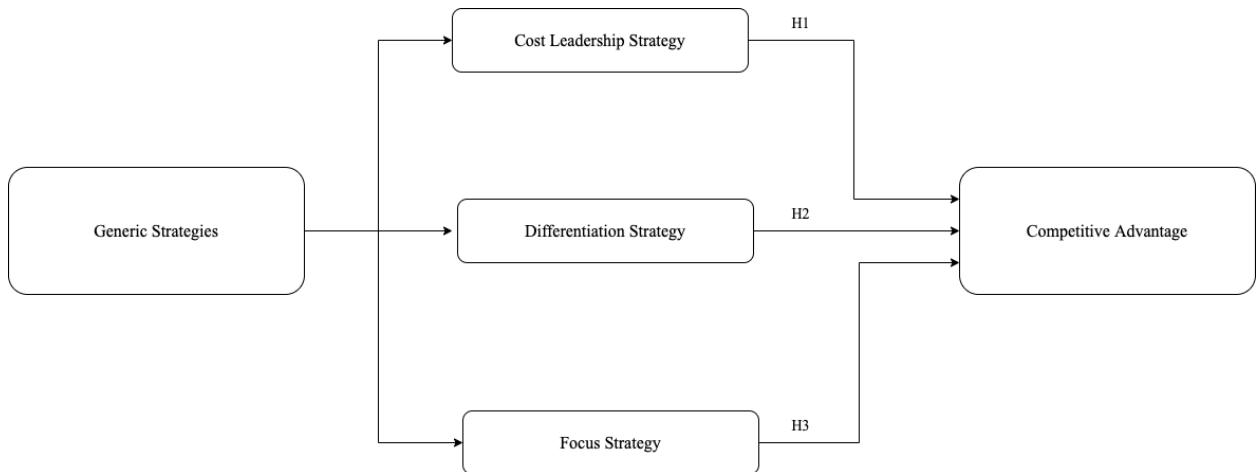 Cost Leadership Strategy
H1
Generic Strategies
Differentiation Strategy
H2
Competitive Advantage
Focus Strategy
H3